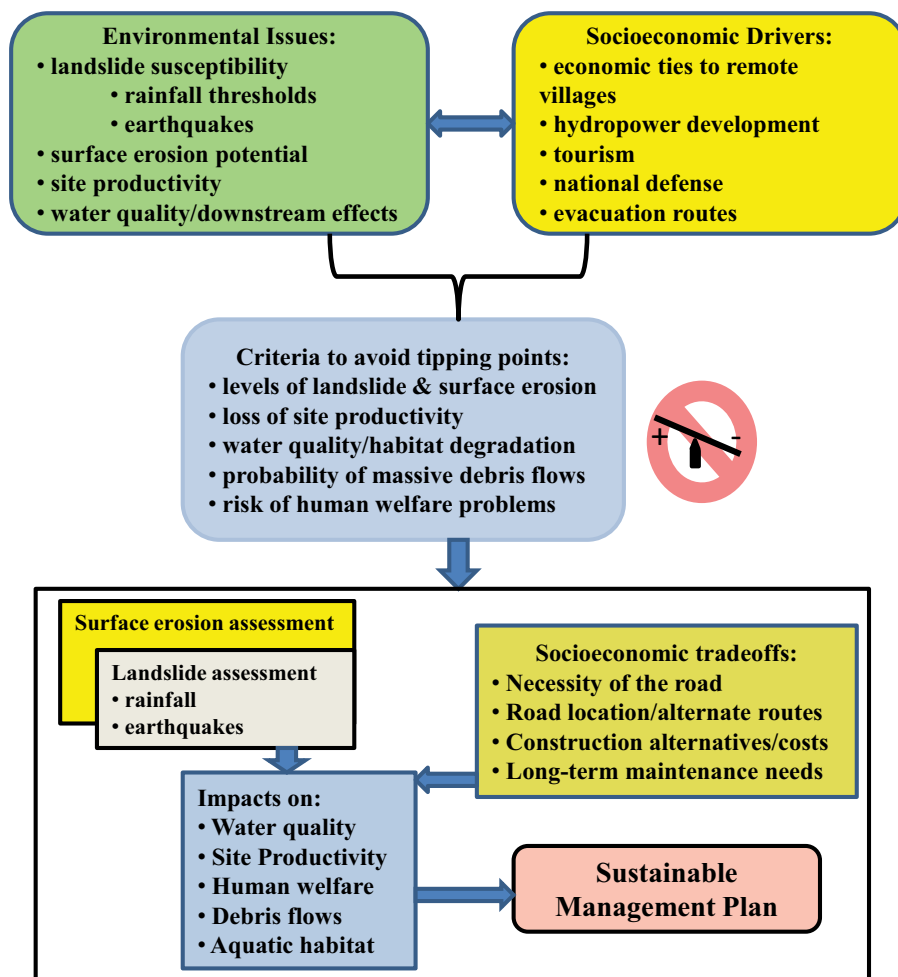 Environmental Issues:
• landslide susceptibility
• rainfall thresholds
• earthquakes
• surface erosion potential
• site productivity
• water quality/downstream effects
Socioeconomic Drivers:
• economic ties to remote
villages
• hydropower development
• tourism
• national defense
• evacuation routes
Criteria to avoid tipping points:
• levels of landslide & surface erosion
• loss of site productivity
• water quality/habitat degradation
• probability of massive debris flows
• risk of human welfare problems
+ -
Surface erosion assessment
Landslide assessment
• rainfall
• earthquakes
Socioeconomic tradeoffs:
• Necessity of the road
• Road location/alternate routes
• Construction alternatives/costs
• Long-term maintenance needs
Impacts on:
• Water quality
• Site Productivity
• Human welfare
• Debris flows
• Aquatic habitat
Sustainable
Management Plan